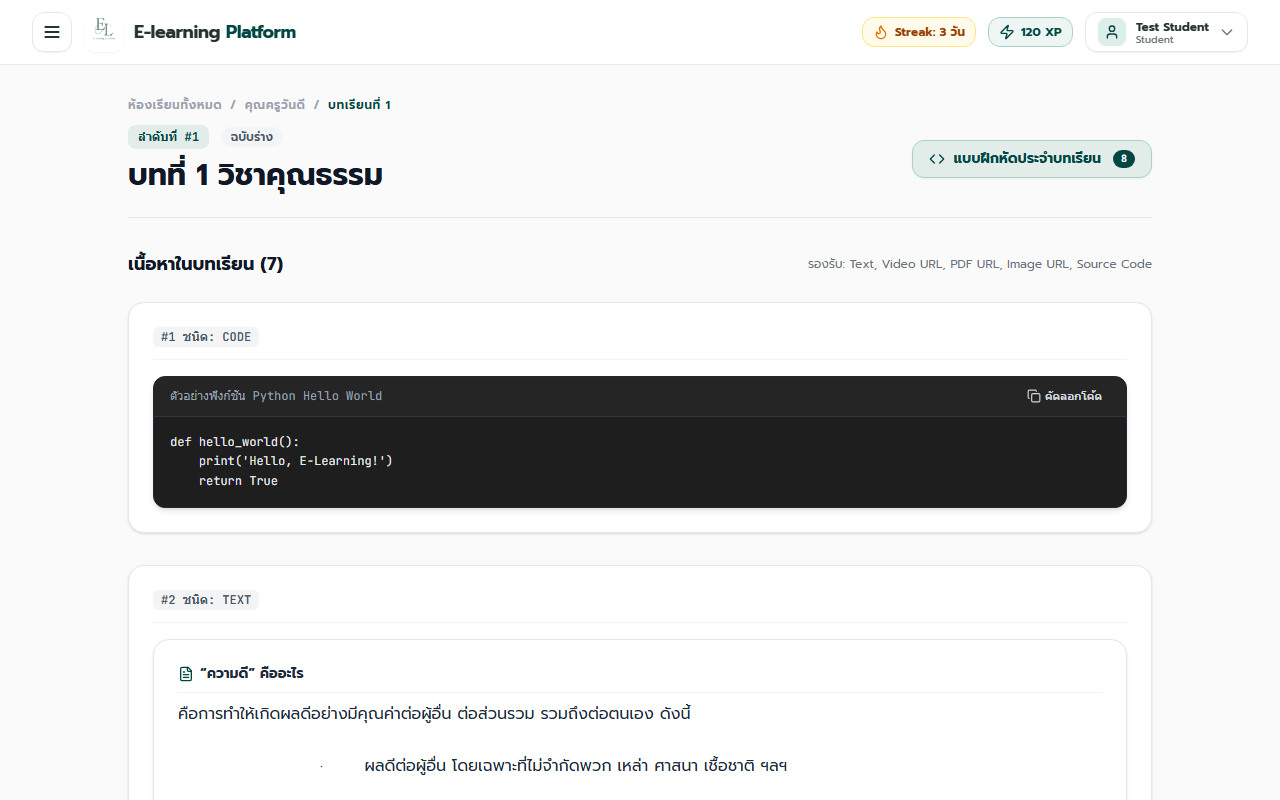 E-learning Platform
Streak: 3 วัน
120 XP
Test Student
Student
ห้องเรียนทั้งหมด / คุณครูวันดี / บทเรียนที่ 1
ลำดับที่ #1
ฉบับร่าง
บทที่ 1 วิชาคุณธรรม
แบบฝึกหัดประจำบทเรียน 8
เนื้อหาในบทเรียน (7)
รองรับ: Text, Video URL, PDF URL, Image URL, Source Code
#1 ชนิด: CODE
ตัวอย่างฟังก์ชัน Python Hello World
คัดลอกโค้ด
def hello_world():
    print('Hello, E-Learning!')
    return True
#2 ชนิด: TEXT
“ความดี” คืออะไร
คือการทำให้เกิดผลดีอย่างมีคุณค่าต่อผู้อื่น ต่อส่วนรวม รวมถึงต่อตนเอง ดังนี้
· ผลดีต่อผู้อื่น โดยเฉพาะที่ไม่จำกัดพวก เหล่า ศาสนา เชื้อชาติ ฯลฯ